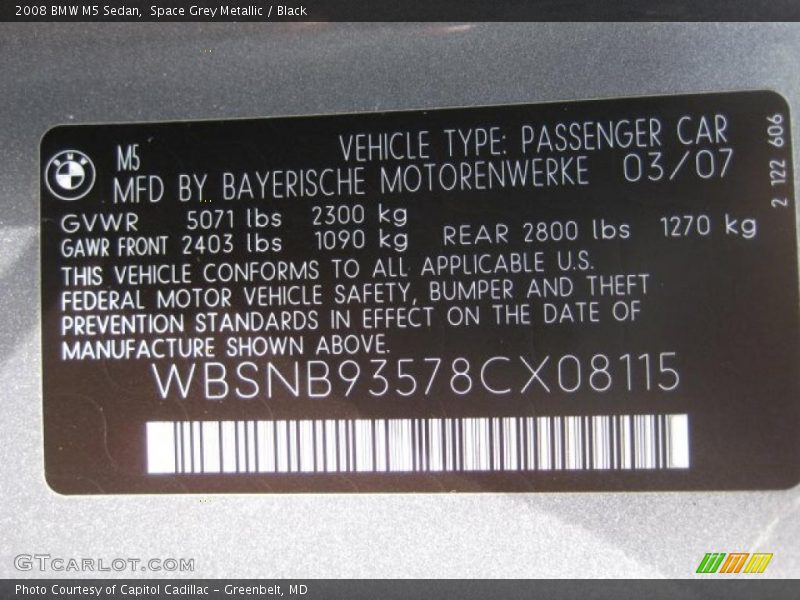 2008 BMW M5 Sedan,  Space Grey Metallic / Black
BMW
M5
VEHICLE TYPE: PASSENGER CAR
MFD BY BAYERISCHE MOTORENWERKE 03/07
2 122 606
GVWR 5071 lbs 2300 kg
GAWR FRONT 2403 lbs 1090 kg REAR 2800 lbs 1270 kg
THIS VEHICLE CONFORMS TO ALL APPLICABLE U.S.
FEDERAL MOTOR VEHICLE SAFETY, BUMPER AND THEFT
PREVENTION STANDARDS IN EFFECT ON THE DATE OF
MANUFACTURE SHOWN ABOVE.
WBSNB93578CX08115
GTCARLOT.COM
Photo Courtesy of Capitol Cadillac - Greenbelt, MD